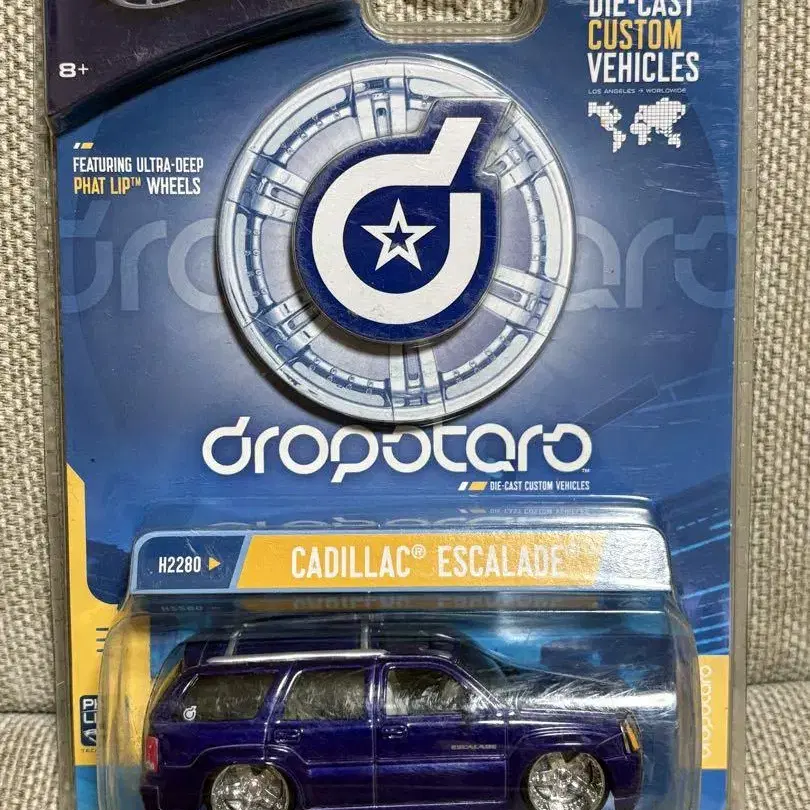 DIE-CAST
CUSTOM
VEHICLES
LOS ANGELES → WORLDWIDE
8+
FEATURING ULTRA-DEEP
PHAT LIP™ WHEELS
dropstars™
DIE-CAST CUSTOM VEHICLES
H2280
CADILLAC® ESCALADE®
ESCALADE
dropstars